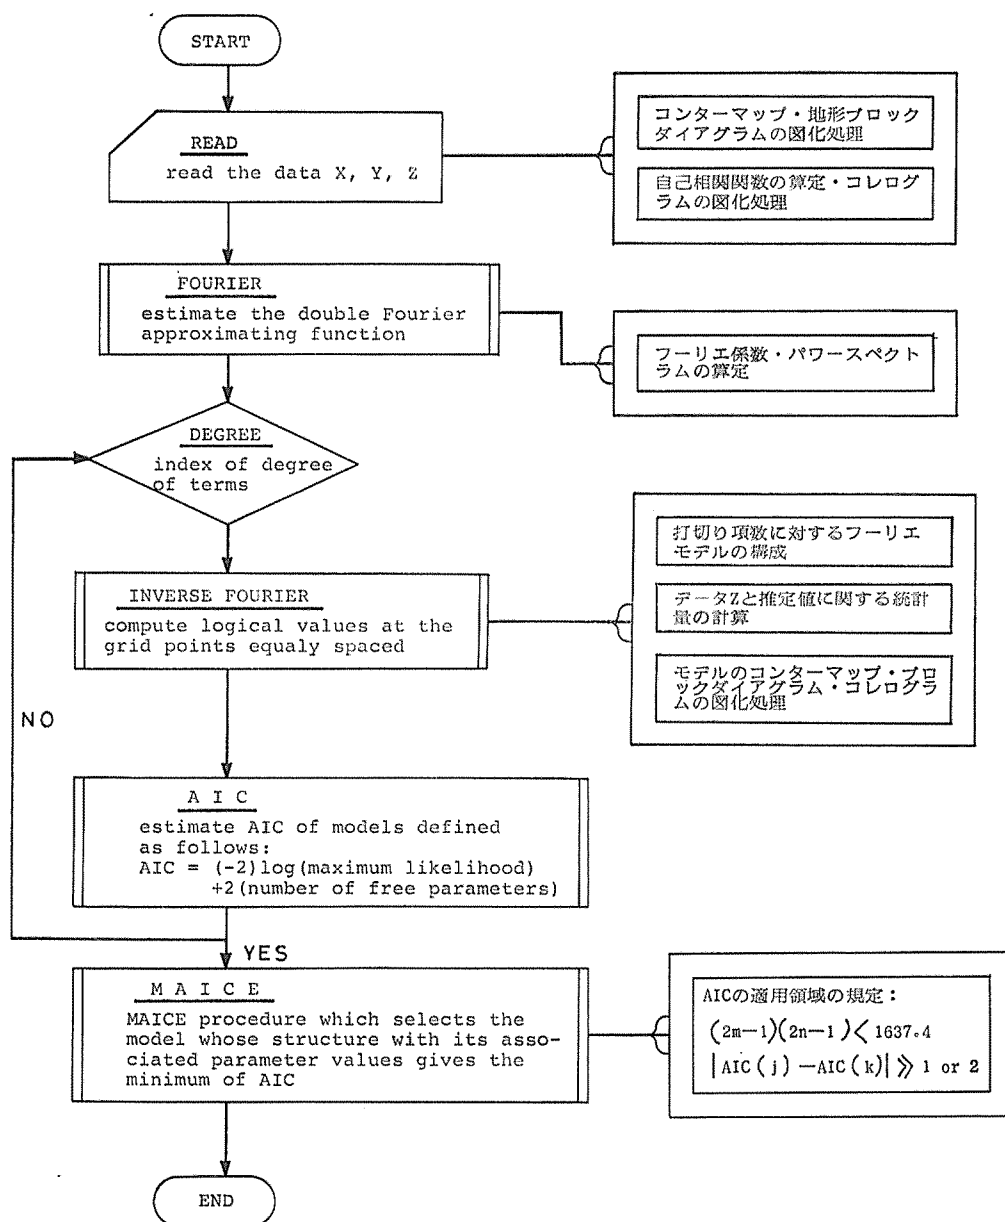 START
READ
read the data X, Y, Z
コンターマップ・地形ブロック
ダイアグラムの図化処理
自己相関関数の算定・コレログ
ラムの図化処理
FOURIER
estimate the double Fourier
approximating function
フーリエ係数・パワースペクト
ラムの算定
DEGREE
index of degree
of terms
打切り項数に対するフーリエ
モデルの構成
データZと推定値に関する統計
量の計算
モデルのコンターマップ・ブロ
ックダイアグラム・コレログラ
ムの図化処理
INVERSE FOURIER
compute logical values at the
grid points equaly spaced
NO
A I C
estimate AIC of models defined
as follows:
AIC = (-2)log(maximum likelihood)
+2(number of free parameters)
YES
M A I C E
MAICE procedure which selects the
model whose structure with its asso-
ciated parameter values gives the
minimum of AIC
AICの適用領域の規定:
(2m-1)(2n-1)<1637.4
|AIC(j)-AIC(k)|≫1 or 2
END